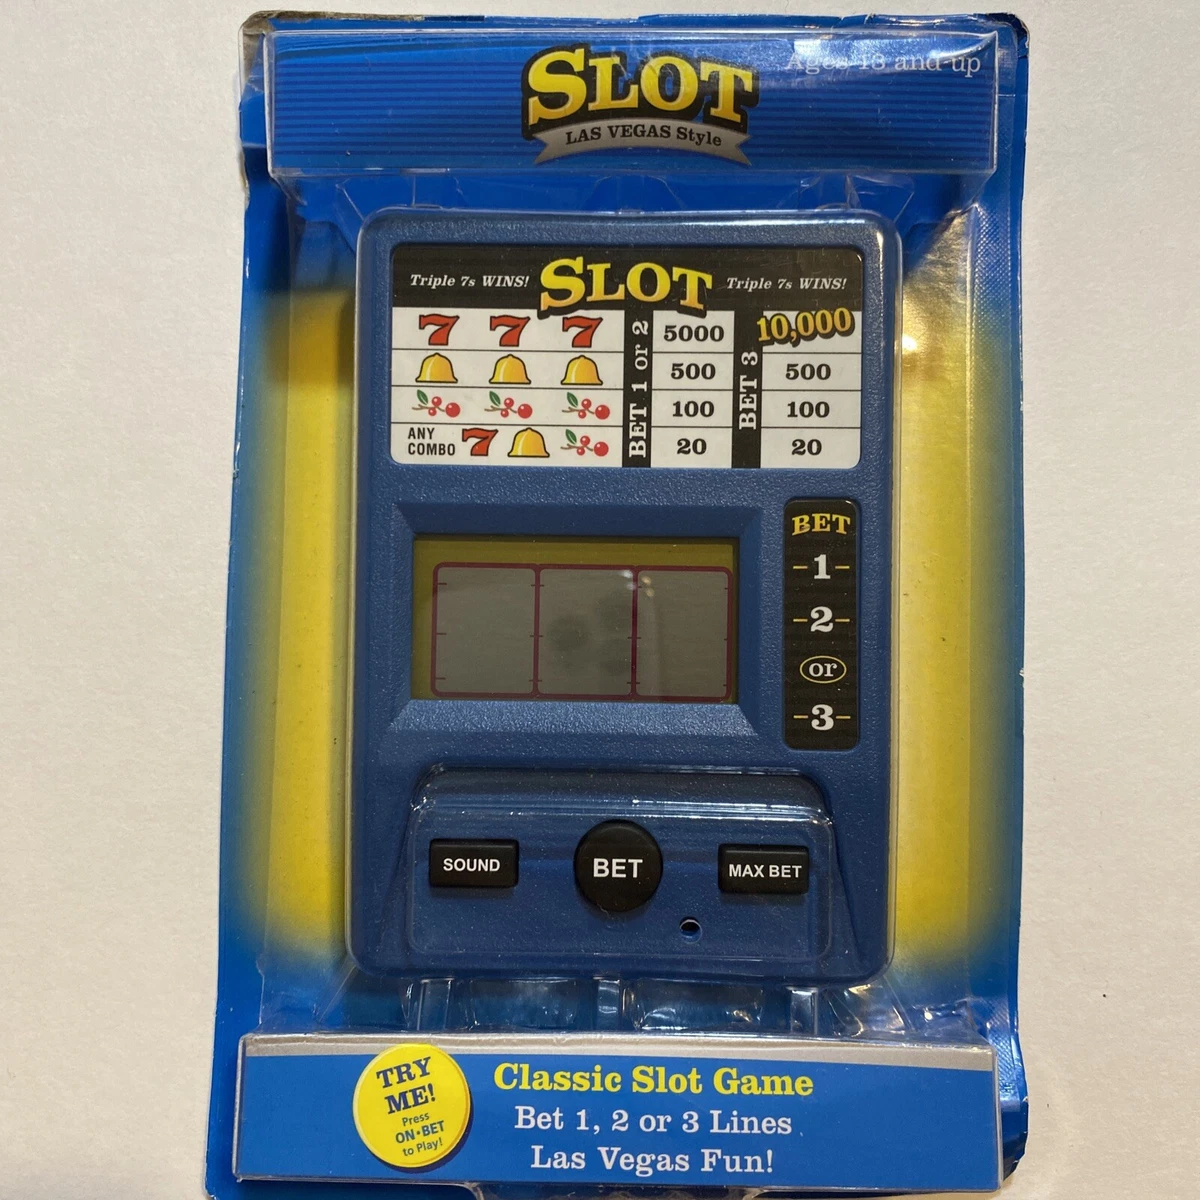 Ages 13 and up
SLOT
LAS VEGAS Style
Triple 7s WINS!
SLOT
Triple 7s WINS!
7 7 7
BET 1 or 2
5000
BET 3
10,000
500
500
100
100
ANY
COMBO
7
20
20
BET
1
2
or
3
SOUND
BET
MAX BET
TRY
ME!
Press
ON•BET
to Play!
Classic Slot Game
Bet 1, 2 or 3 Lines
Las Vegas Fun!